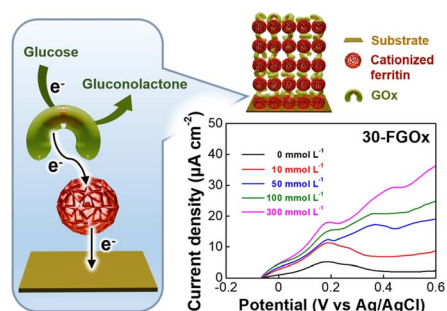 Glucose
Gluconolactone
e-
e-
e-
Substrate
Cationized
ferritin
GOx
30-FGOx
0 mmol L-1
10 mmol L-1
50 mmol L-1
100 mmol L-1
300 mmol L-1
Current density (μA cm-2)
50
40
30
20
10
0
0.0
0.2
0.4
0.6
Potential (V vs Ag/AgCl)